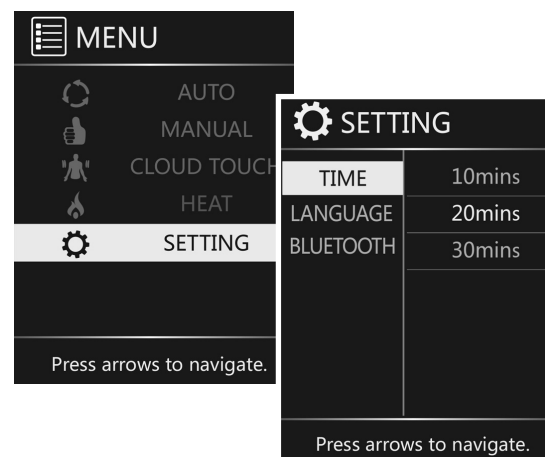 MENU
AUTO
MANUAL
CLOUD TOUCH
HEAT
SETTING
Press arrows to navigate.
SETTING
TIME
LANGUAGE
BLUETOOTH
10mins
20mins
30mins
Press arrows to navigate.